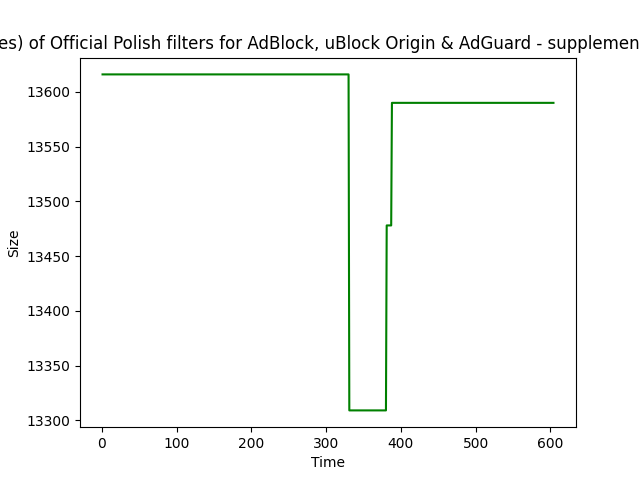 es) of Official Polish filters for AdBlock, uBlock Origin & AdGuard - supplemen
13600
13550
13500
13450
13400
13350
13300
Size
0 100 200 300 400 500 600
Time